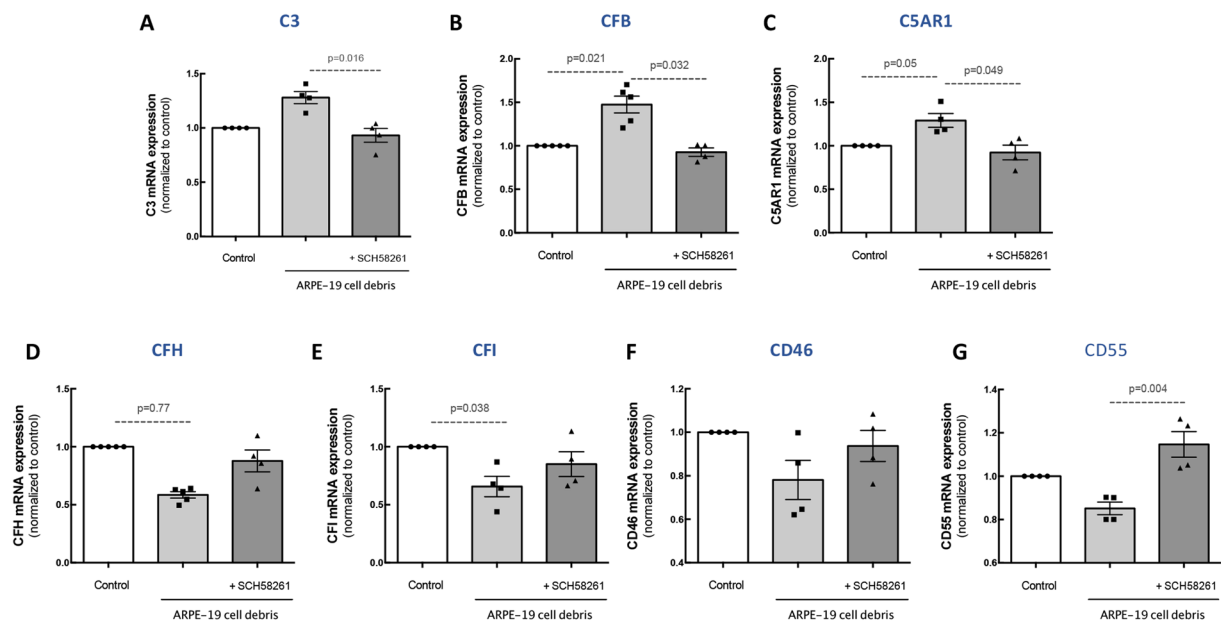 A
C3
C3 mRNA expression
(normalized to control)
1.5
1.0
0.5
0.0
p=0.016
Control
+ SCH58261
ARPE-19 cell debris
B
CFB
CFB mRNA expression
(normalized to control)
2.0
1.5
1.0
0.5
0.0
p=0.021
p=0.032
Control
+ SCH58261
ARPE-19 cell debris
C
C5AR1
C5AR1 mRNA expression
(normalized to control)
2.0
1.5
1.0
0.5
0.0
p=0.05
p=0.049
Control
+ SCH58261
ARPE-19 cell debris
D
CFH
CFH mRNA expression
(normalized to control)
1.5
1.0
0.5
0.0
p=0.77
Control
+ SCH58261
ARPE-19 cell debris
E
CFI
CFI mRNA expression
(normalized to control)
1.5
1.0
0.5
0.0
p=0.038
Control
+ SCH58261
ARPE-19 cell debris
F
CD46
CD46 mRNA expression
(normalized to control)
1.2
1.0
0.8
0.6
0.4
Control
+ SCH58261
ARPE-19 cell debris
G
CD55
CD55 mRNA expression
(normalized to control)
1.4
1.2
1.0
0.8
0.6
p=0.004
Control
+ SCH58261
ARPE-19 cell debris